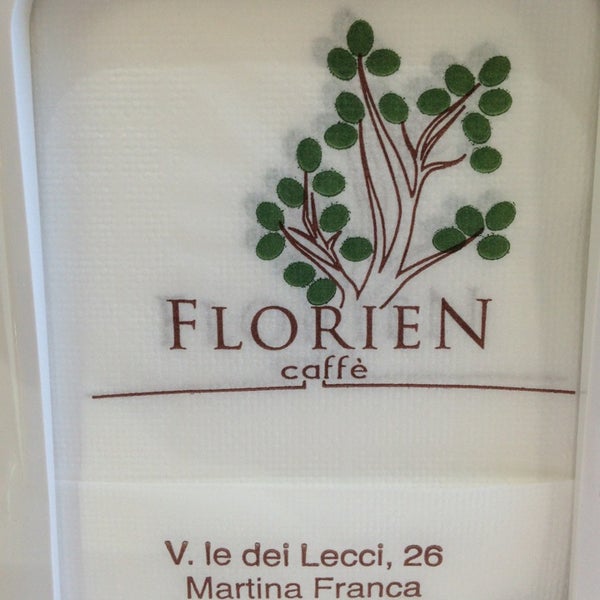 FLORIEN
caffè
V. le dei Lecci, 26
Martina Franca